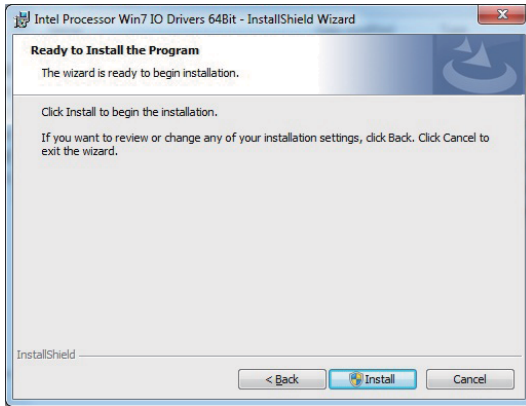 Intel Processor Win7 IO Drivers 64Bit - InstallShield Wizard
Ready to Install the Program
The wizard is ready to begin installation.
Click Install to begin the installation.
If you want to review or change any of your installation settings, click Back. Click Cancel to
exit the wizard.
InstallShield
< Back
Install
Cancel